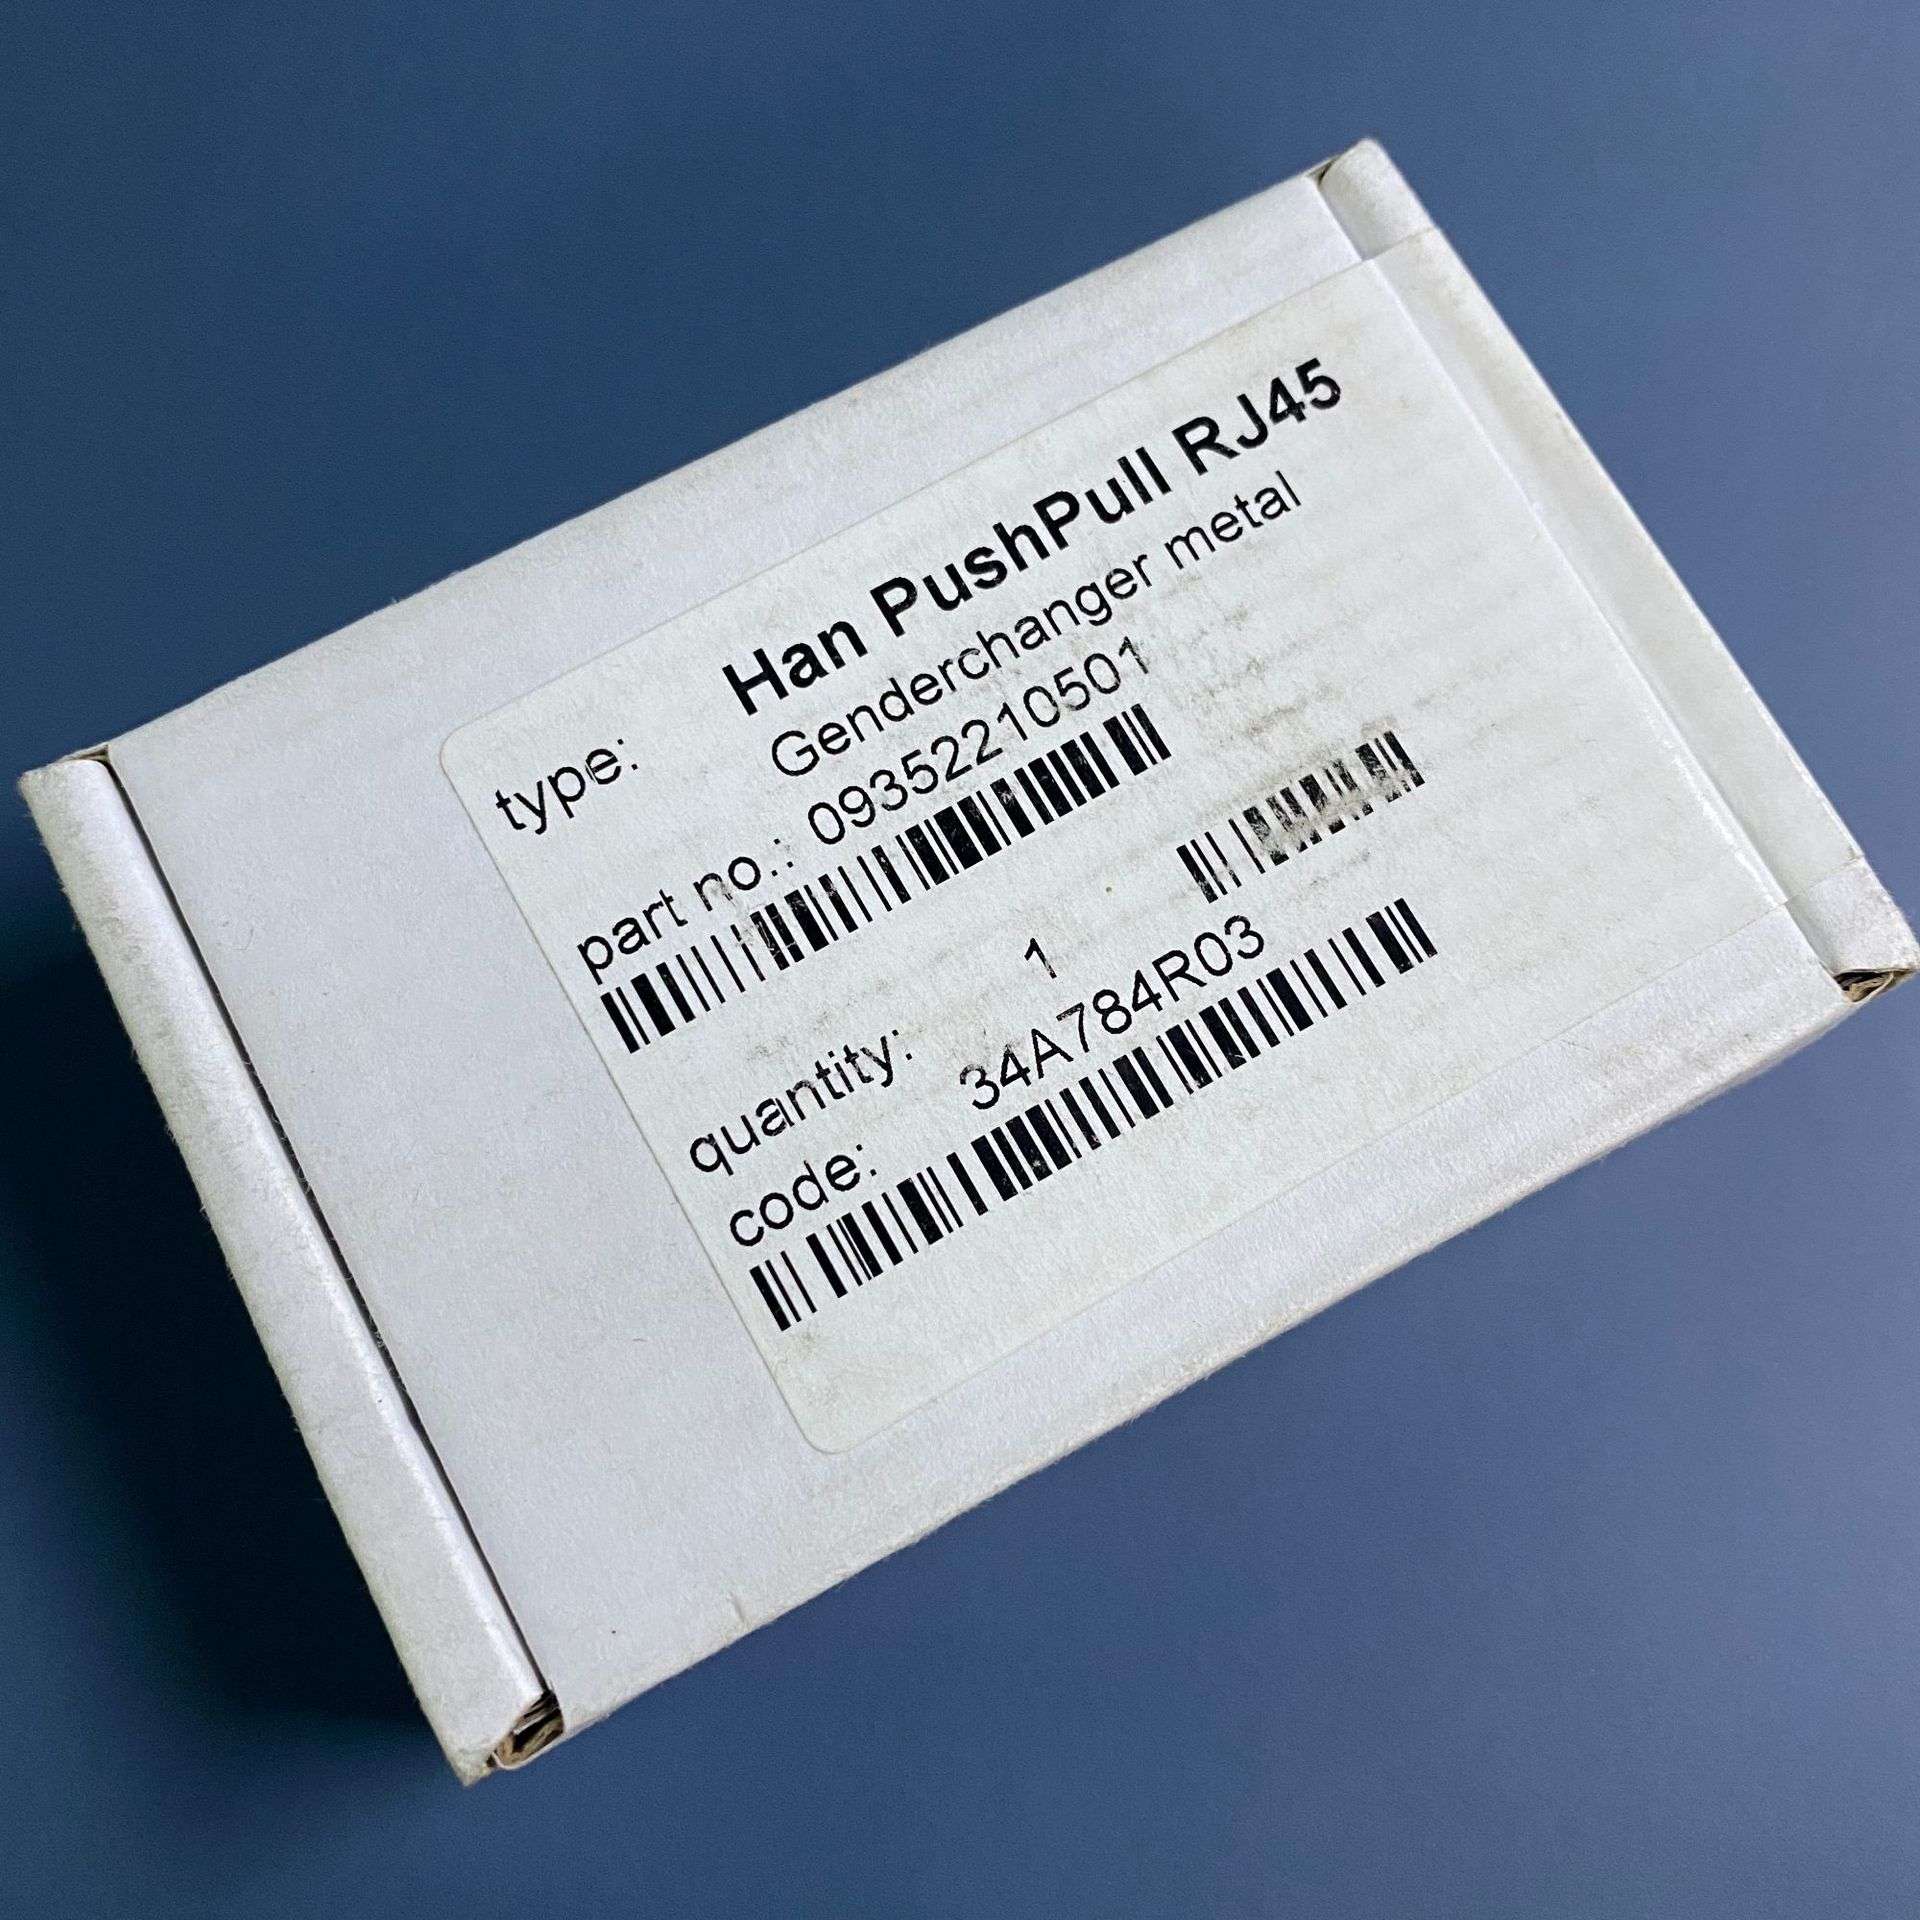 type: Han PushPull RJ45
Genderchanger metal
part no.: 09352210501
quantity: 1
code: 34A784R03